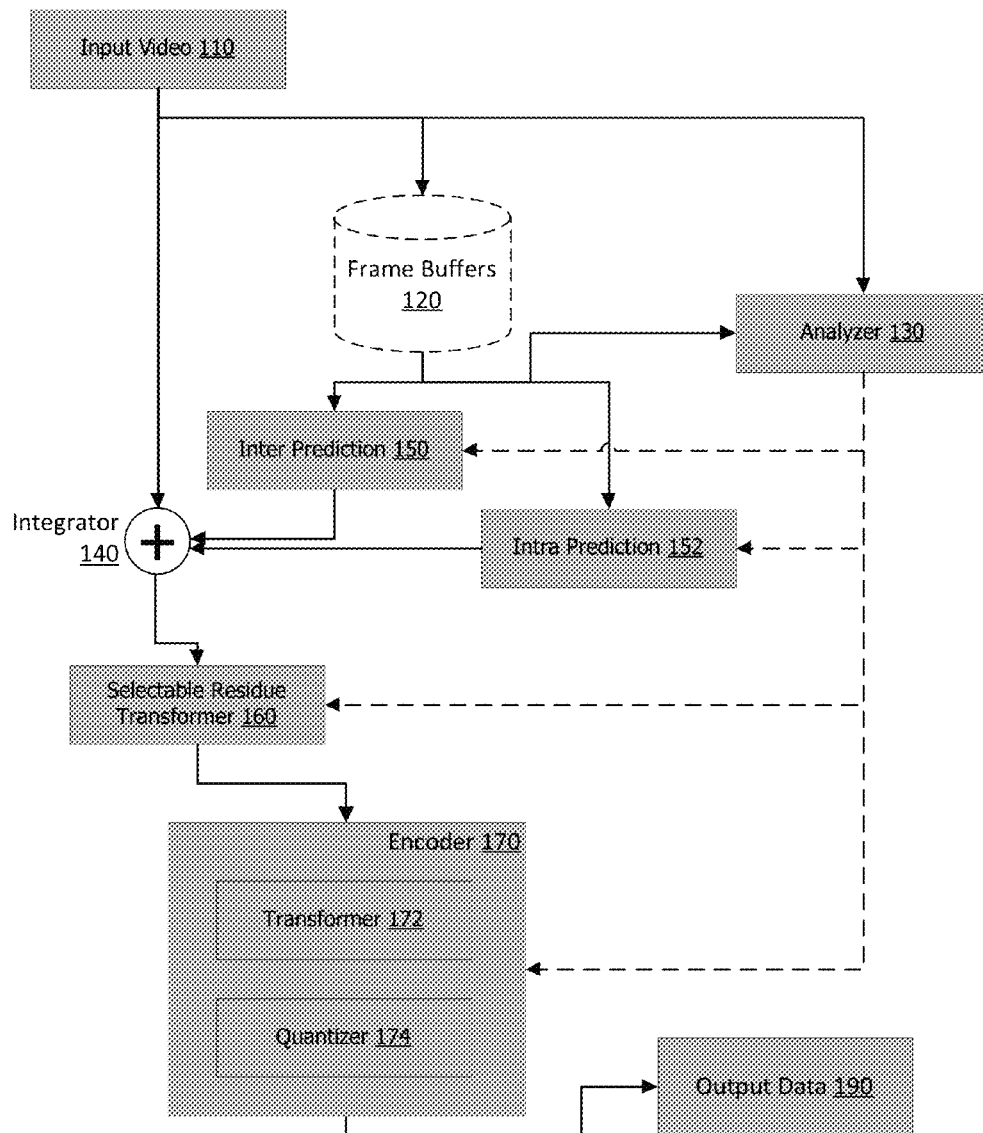 Input Video 110
Frame Buffers
120
Analyzer 130
Inter Prediction 150
Integrator
140
Intra Prediction 152
Selectable Residue
Transformer 160
Encoder 170
Transformer 172
Quantizer 174
Output Data 190